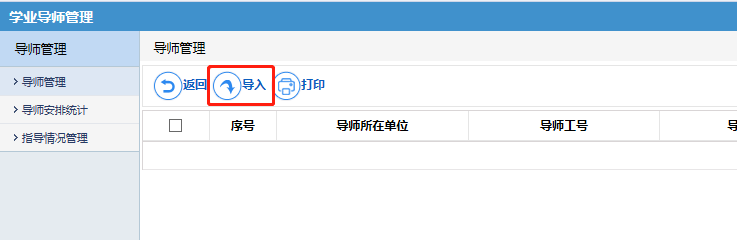 学业导师管理
导师管理
导师管理
导师安排统计
指导情况管理
导师管理
返回 导入 打印
序号 导师所在单位 导师工号